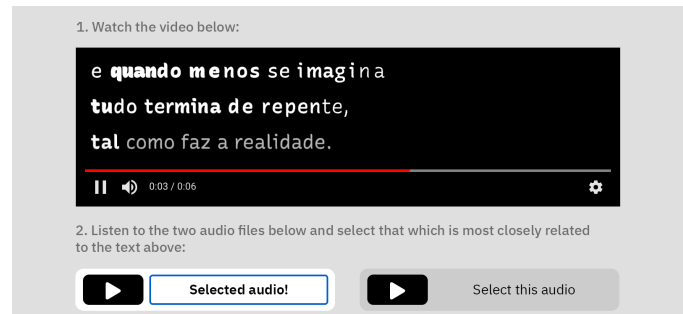 1. Watch the video below:
e quando menos se imagina
tudo termina de repente,
tal como faz a realidade.
0:03 / 0:06
2. Listen to the two audio files below and select that which is most closely related
to the text above:
Selected audio!
Select this audio